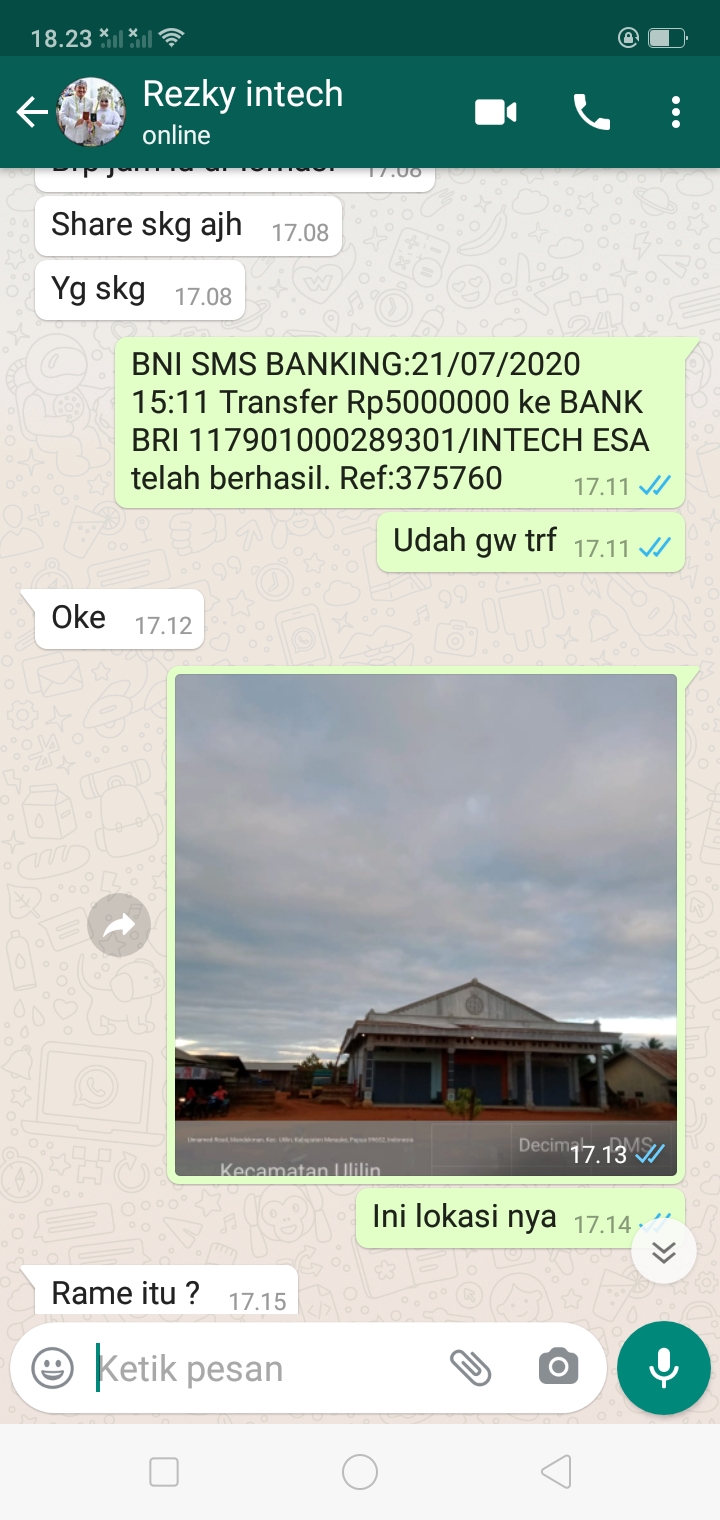 18.23
Rezky intech
online
17.08
Share skg ajh 17.08
Yg skg 17.08
BNI SMS BANKING:21/07/2020
15:11 Transfer Rp5000000 ke BANK
BRI 117901000289301/INTECH ESA
telah berhasil. Ref:375760 17.11
Udah gw trf 17.11
Oke 17.12
Decimal DMS
17.13
Kecamatan Ulilin
Ini lokasi nya 17.14
Rame itu ? 17.15
Ketik pesan